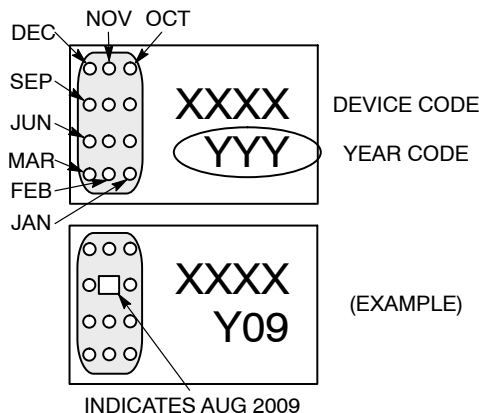 NOV OCT
DEC
SEP
JUN
MAR
FEB
JAN
XXXX
YYY
DEVICE CODE
YEAR CODE
XXXX
Y09
(EXAMPLE)
INDICATES AUG 2009